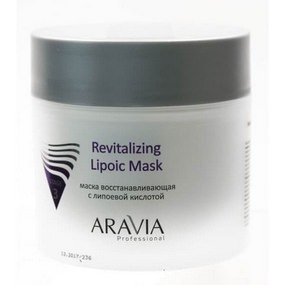 Revitalizing
Lipoic Mask
маска восстанавливающая
с липоевой кислотой
ARAVIA
Professional